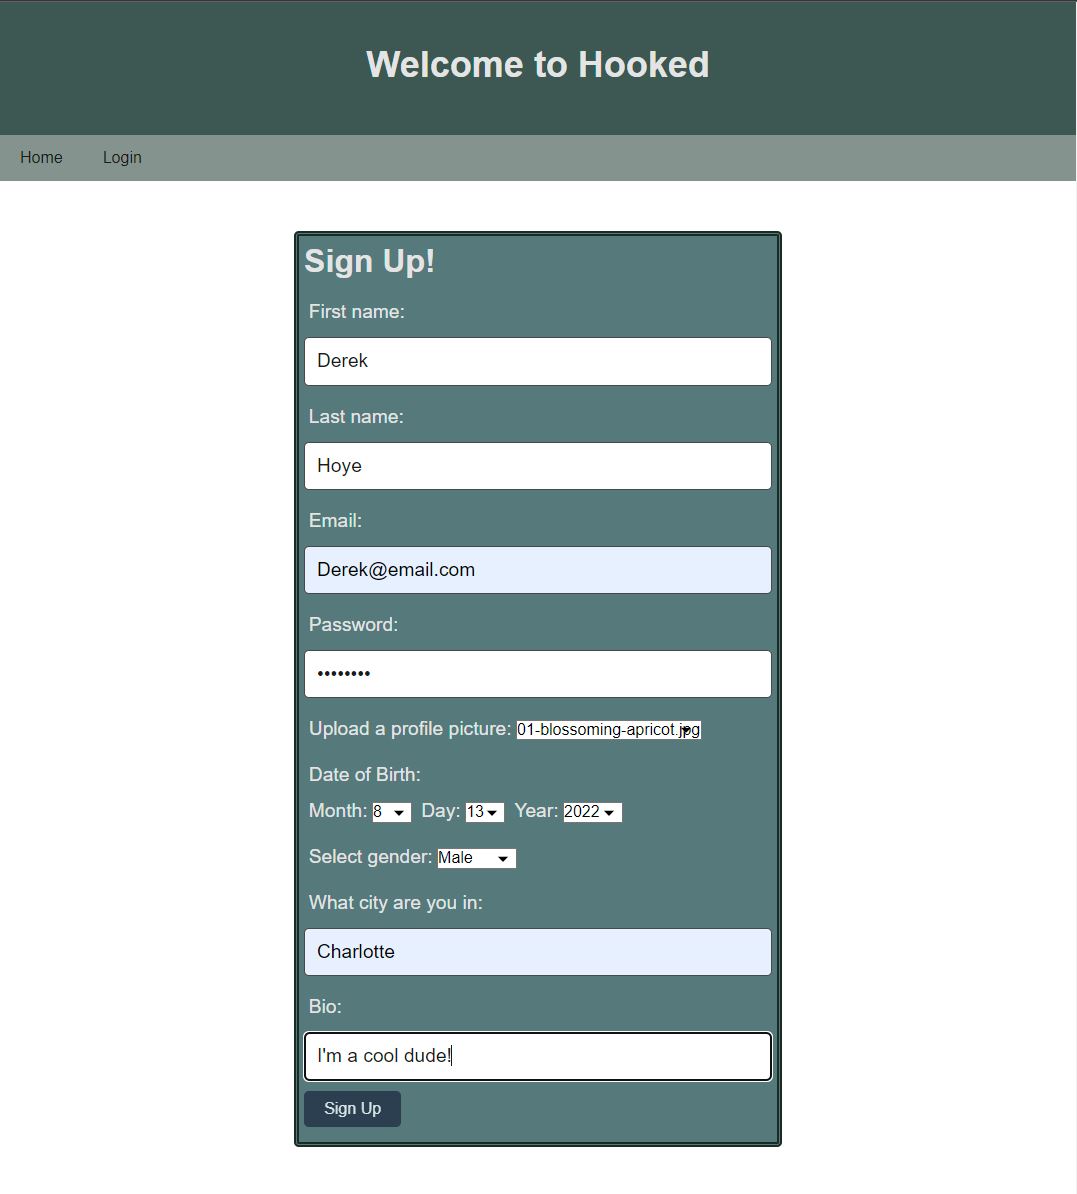 Welcome to Hooked
Home Login
Sign Up!
First name:
Derek
Last name:
Hoye
Email:
Derek@email.com
Password:
••••••••
Upload a profile picture: 01-blossoming-apricot.jpg
Date of Birth:
Month: 8 Day: 13 Year: 2022
Select gender: Male
What city are you in:
Charlotte
Bio:
I'm a cool dude!
Sign Up